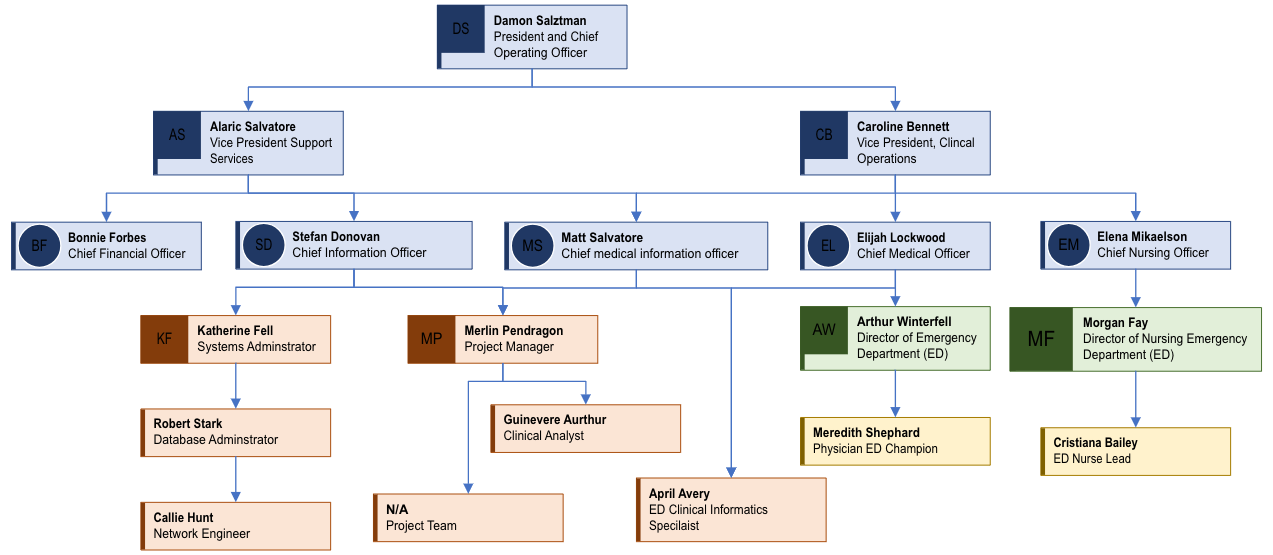 DS
Damon Salztman
President and Chief
Operating Officer
AS
Alaric Salvatore
Vice President Support
Services
CB
Caroline Bennett
Vice President, Clincal
Operations
BF
Bonnie Forbes
Chief Financial Officer
SD
Stefan Donovan
Chief Information Officer
MS
Matt Salvatore
Chief medical information officer
EL
Elijah Lockwood
Chief Medical Officer
EM
Elena Mikaelson
Chief Nursing Officer
KF
Katherine Fell
Systems Adminstrator
MP
Merlin Pendragon
Project Manager
AW
Arthur Winterfell
Director of Emergency
Department (ED)
MF
Morgan Fay
Director of Nursing Emergency
Department (ED)
Robert Stark
Database Adminstrator
Guinevere Aurthur
Clinical Analyst
Meredith Shephard
Physician ED Champion
Cristiana Bailey
ED Nurse Lead
Callie Hunt
Network Engineer
N/A
Project Team
April Avery
ED Clinical Informatics
Specilaist